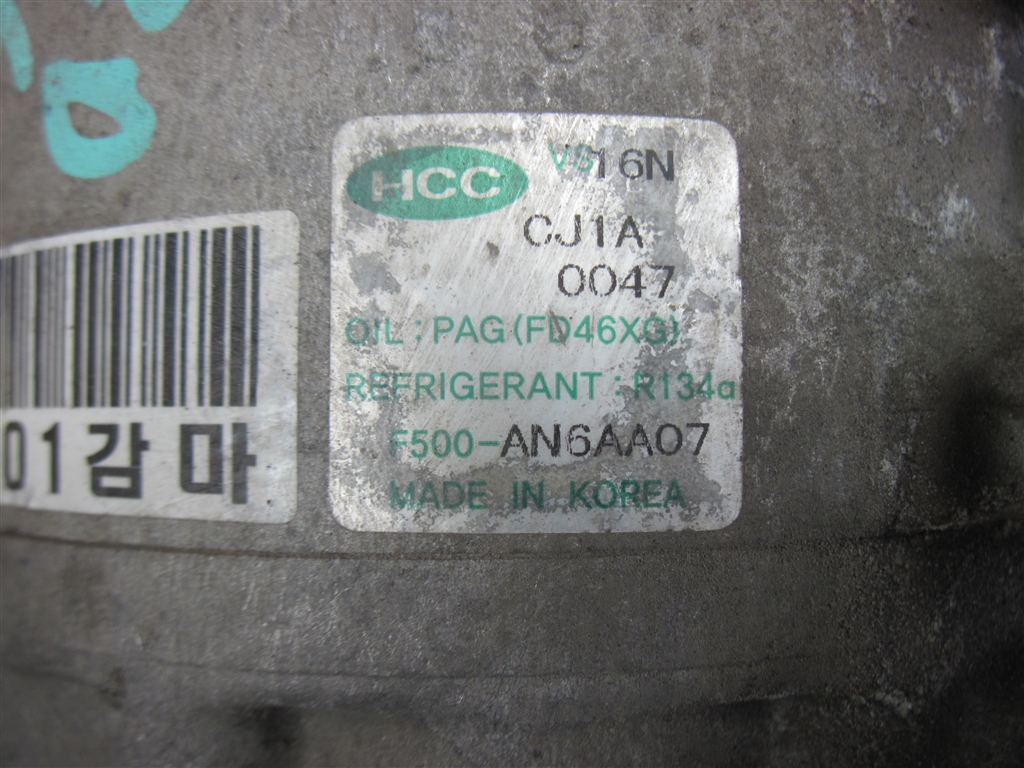 HCC VS16N
CJ1A
0047
OIL : PAG (FD46XG)
REFRIGERANT : R134a
F500-AN6AA07
MADE IN KOREA
01감마